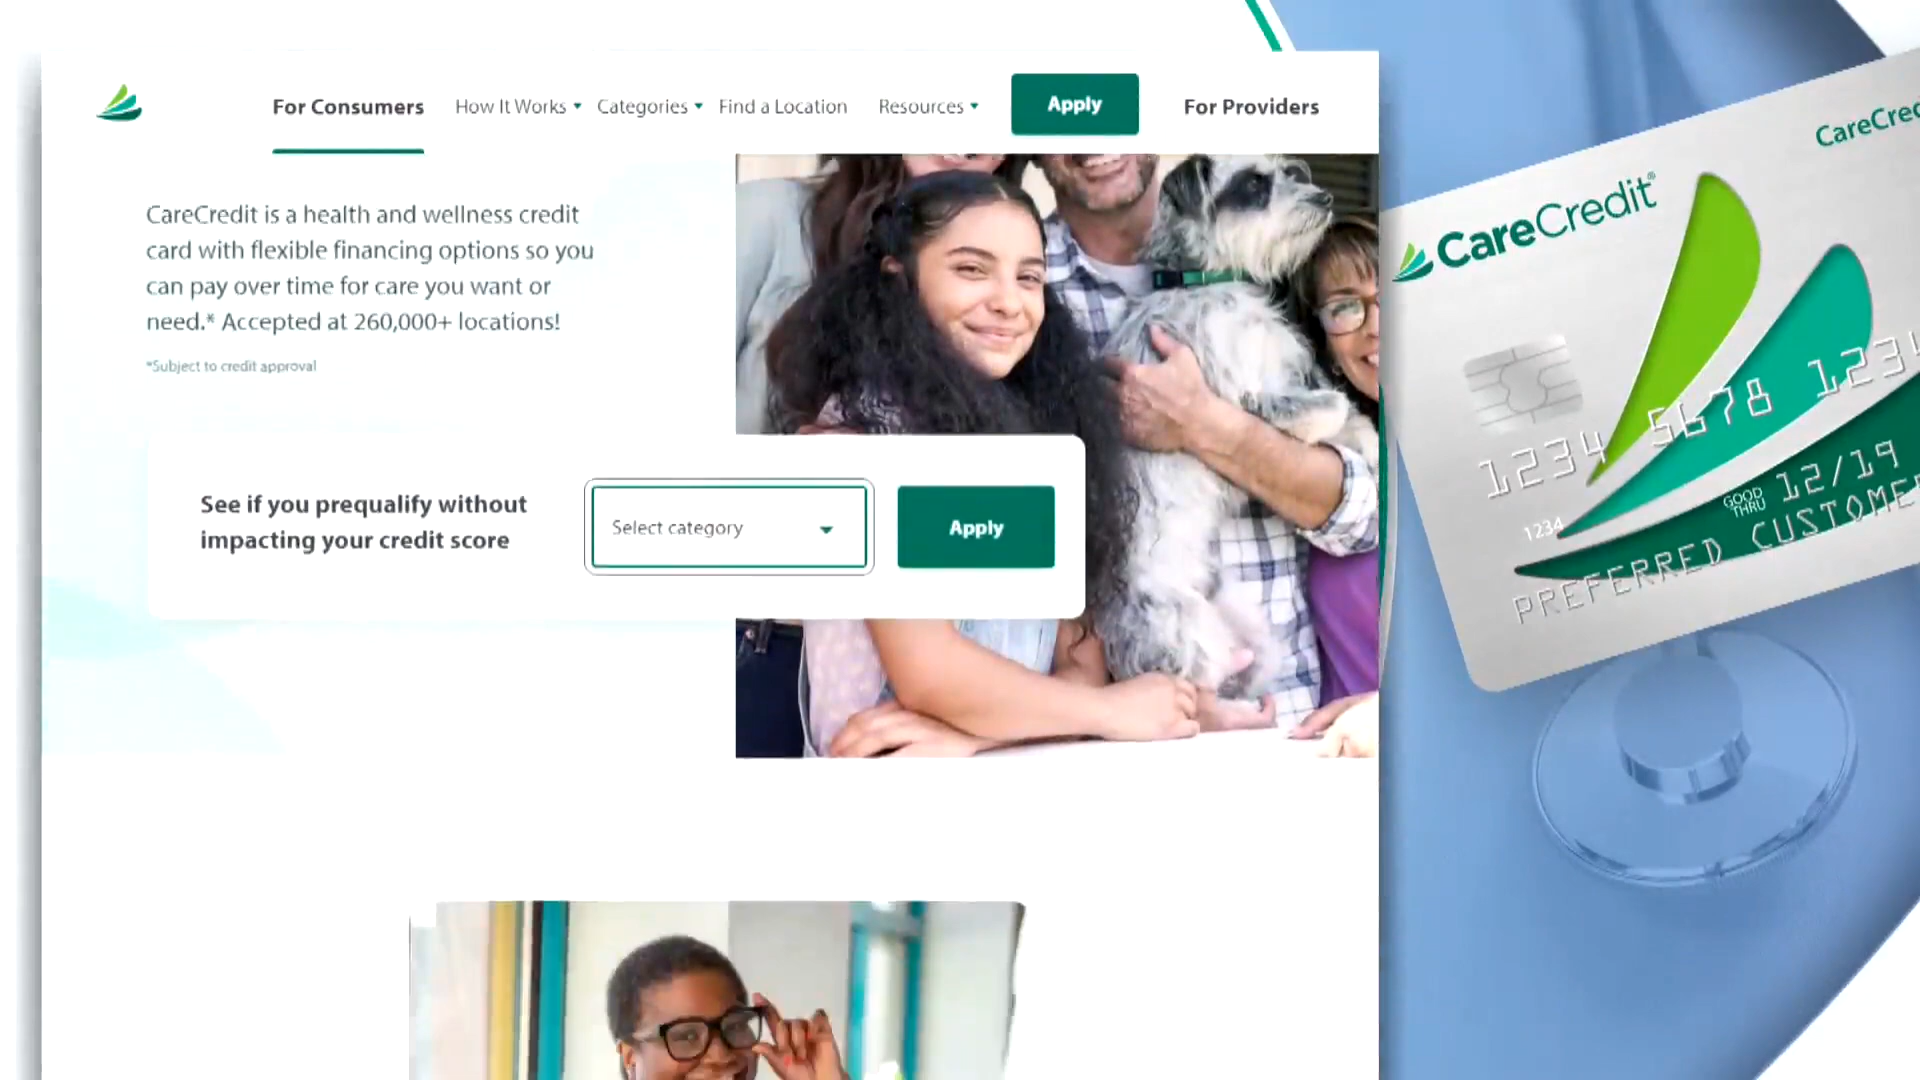 For Consumers
How It Works
Categories
Find a Location
Resources
Apply
For Providers
CareCredit is a health and wellness credit
card with flexible financing options so you
can pay over time for care you want or
need.* Accepted at 260,000+ locations!
*Subject to credit approval
See if you prequalify without
impacting your credit score
Select category
Apply
CareCredit®
1234 5678 1234
1234
GOOD
THRU
12/19
PREFERRED